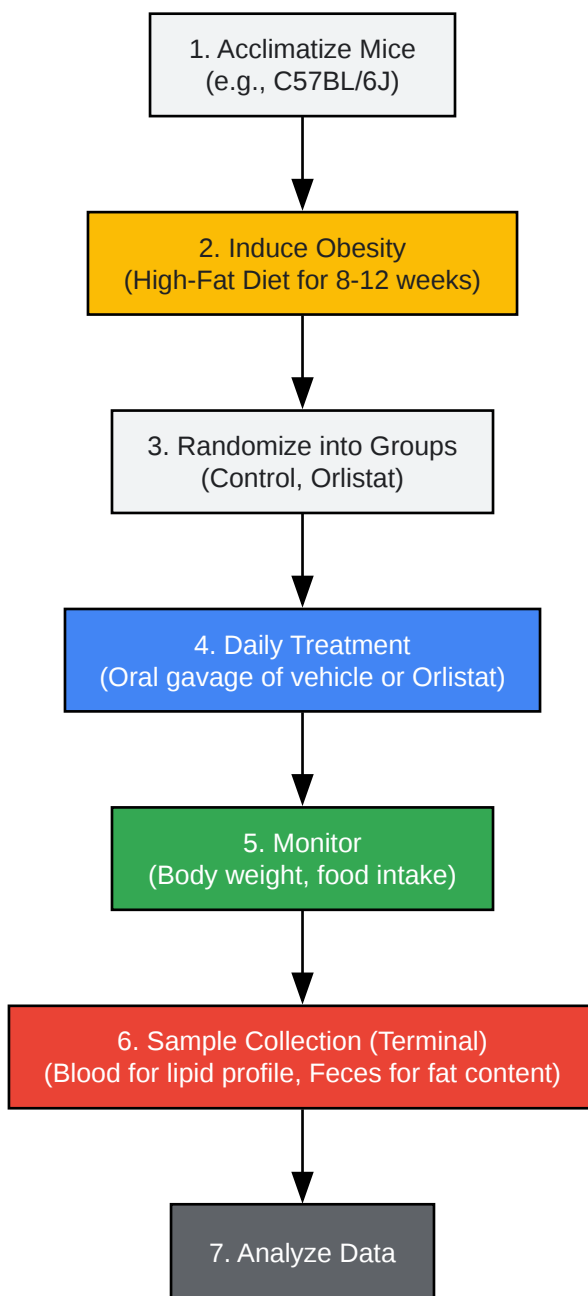 1. Acclimatize Mice
(e.g., C57BL/6J)
2. Induce Obesity
(High-Fat Diet for 8-12 weeks)
3. Randomize into Groups
(Control, Orlistat)
4. Daily Treatment
(Oral gavage of vehicle or Orlistat)
5. Monitor
(Body weight, food intake)
6. Sample Collection (Terminal)
(Blood for lipid profile, Feces for fat content)
7. Analyze Data